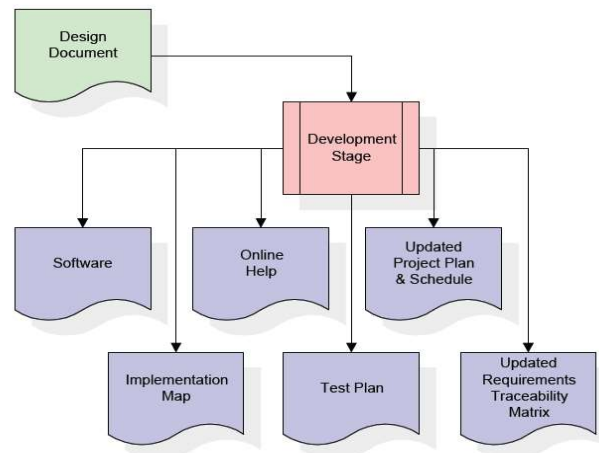 Design
Document
Development
Stage
Software
Online
Help
Updated
Project Plan
& Schedule
Implementation
Map
Test Plan
Updated
Requirements
Traceability
Matrix